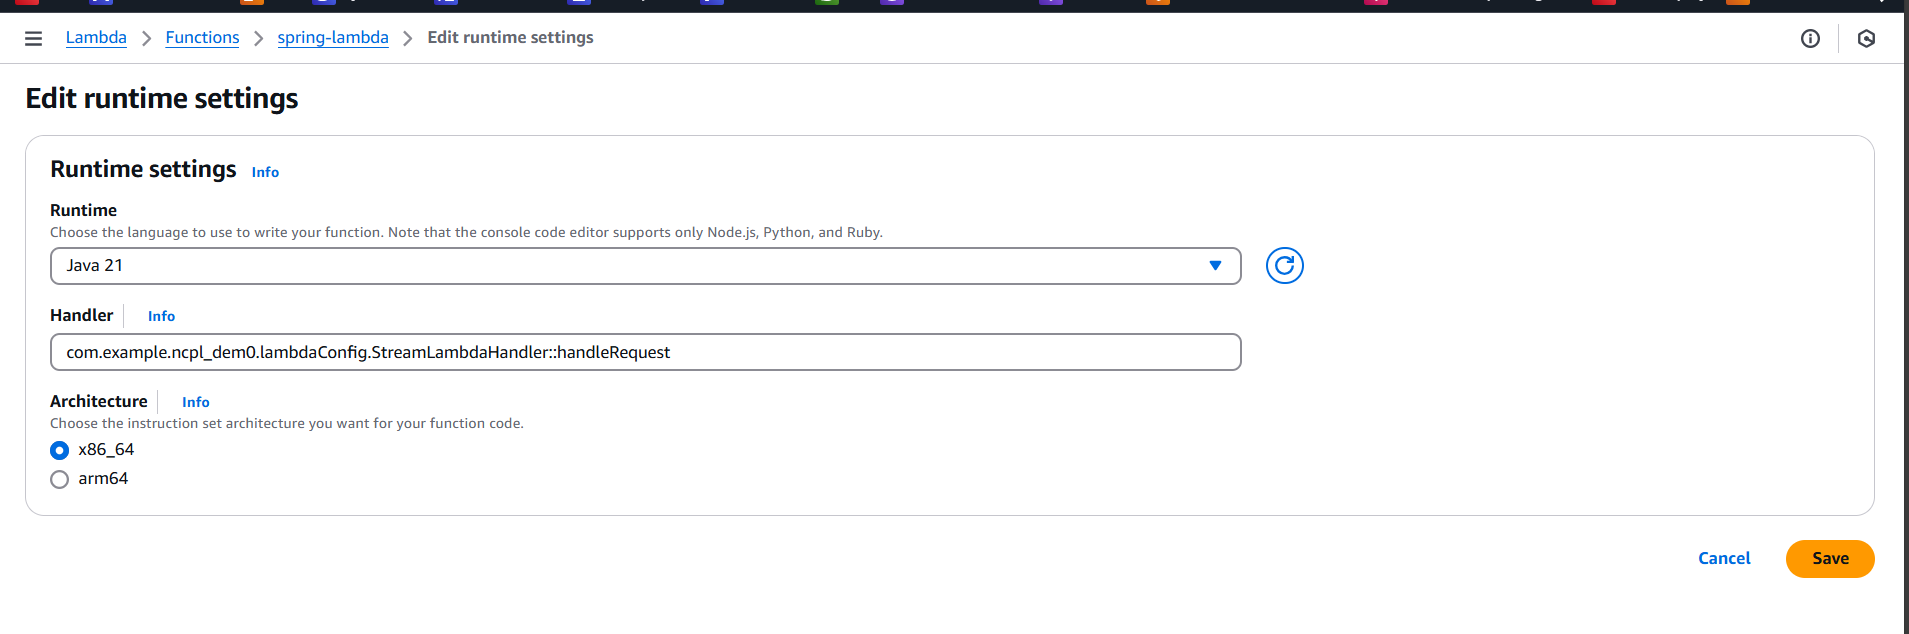 Lambda > Functions > spring-lambda > Edit runtime settings
Edit runtime settings
Runtime settings Info
Runtime
Choose the language to use to write your function. Note that the console code editor supports only Node.js, Python, and Ruby.
Java 21
Handler Info
com.example.ncpl_dem0.lambdaConfig.StreamLambdaHandler::handleRequest
Architecture Info
Choose the instruction set architecture you want for your function code.
x86_64
arm64
Cancel Save